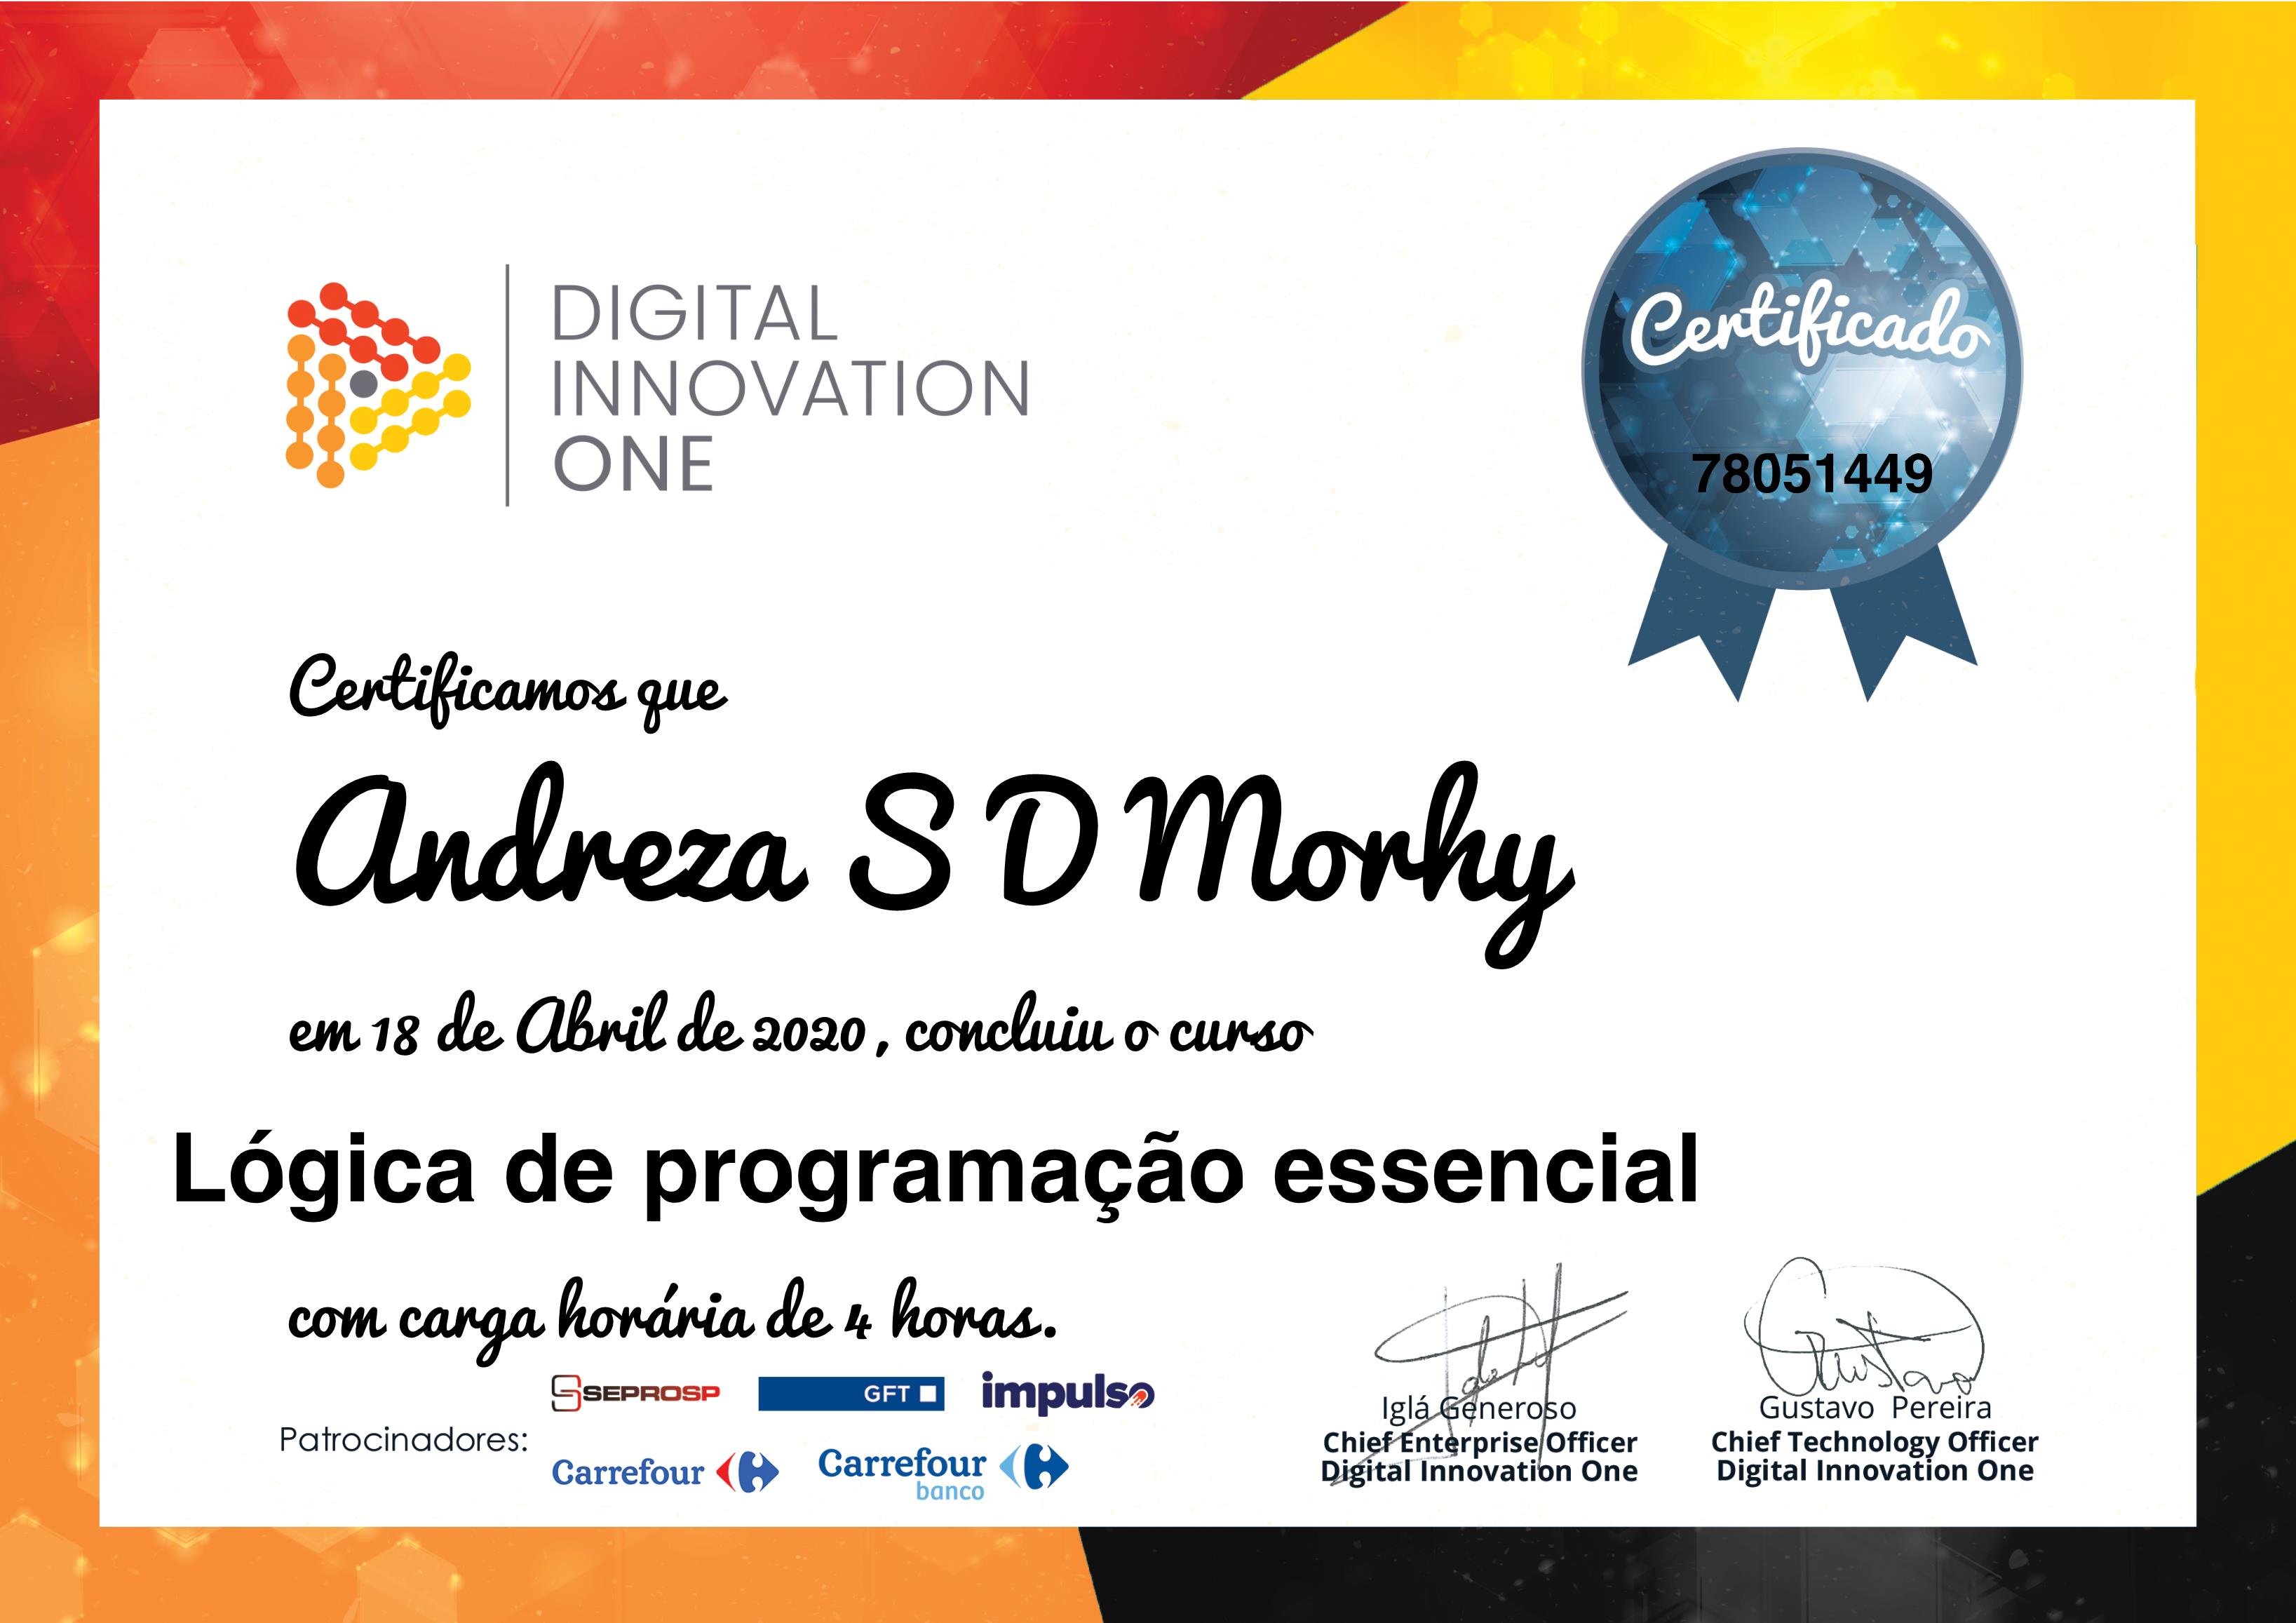 DIGITAL
INNOVATION
ONE
Certificado
78051449
Certificamos que
Andreza S D Morhy
em 18 de Abril de 2020 , concluiu o curso
Lógica de programação essencial
com carga horária de 4 horas.
Patrocinadores:
SEPROSP
GFT
impulso
Carrefour
Carrefour
banco
Iglá Generoso
Chief Enterprise Officer
Digital Innovation One
Gustavo Pereira
Chief Technology Officer
Digital Innovation One